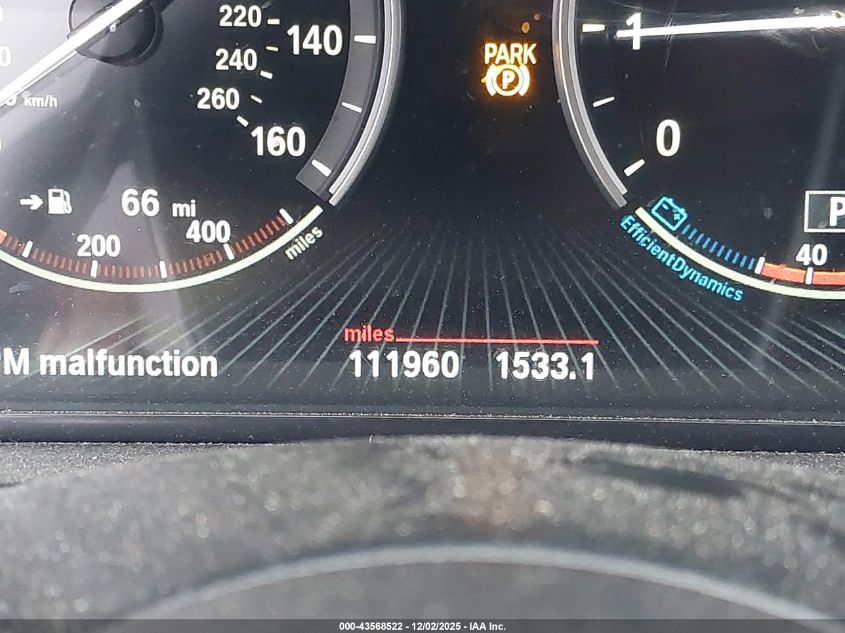 220
140
240
260
km/h
160
66 mi
200
400
miles
PARK
P
1
0
P
EfficientDynamics
40
miles
PM malfunction
111960 1533.1
000-43568522 - 12/02/2025 - IAA Inc.